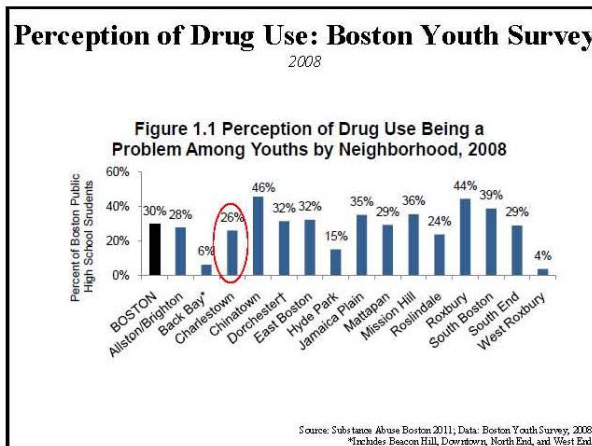 Perception of Drug Use: Boston Youth Survey
2008
Figure 1.1 Perception of Drug Use Being a
Problem Among Youths by Neighborhood, 2008
Percent of Boston Public
High School Students
60%
40%
20%
0%
30%
28%
6%
26%
46%
32%
32%
15%
35%
29%
36%
24%
44%
39%
29%
4%
BOSTON
Allston/Brighton
Back Bay*
Charlestown
Chinatown
Dorchester†
East Boston
Hyde Park
Jamaica Plain
Mattapan
Mission Hill
Roslindale
Roxbury
South Boston
South End
West Roxbury
Source: Substance Abuse Boston 2011; Data: Boston Youth Survey, 2008
*Includes Beacon Hill, Downtown, North End, and West End